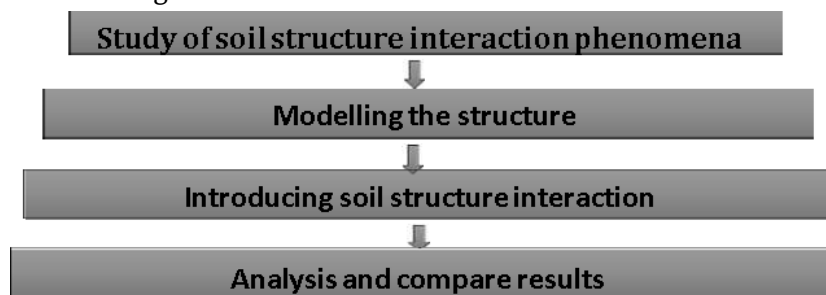 Study of soil structure interaction phenomena
Modelling the structure
Introducing soil structure interaction
Analysis and compare results